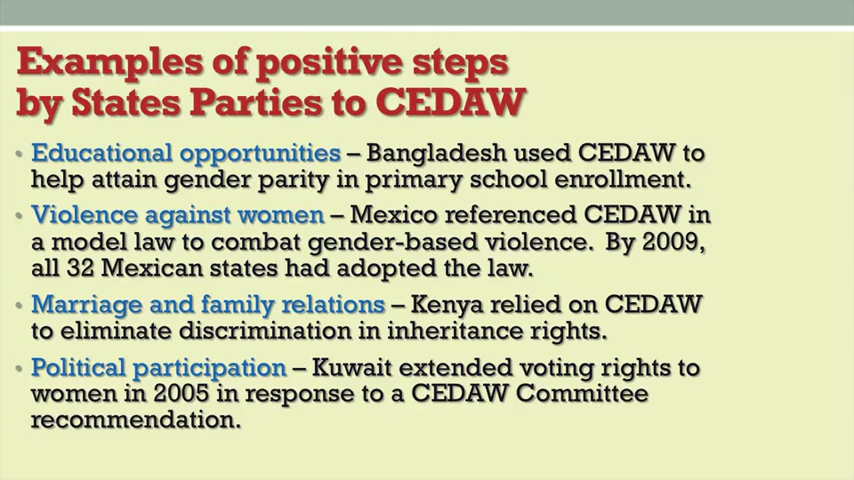 Examples of positive steps
by States Parties to CEDAW
• Educational opportunities – Bangladesh used CEDAW to
help attain gender parity in primary school enrollment.
• Violence against women – Mexico referenced CEDAW in
a model law to combat gender-based violence.  By 2009,
all 32 Mexican states had adopted the law.
• Marriage and family relations – Kenya relied on CEDAW
to eliminate discrimination in inheritance rights.
• Political participation – Kuwait extended voting rights to
women in 2005 in response to a CEDAW Committee
recommendation.